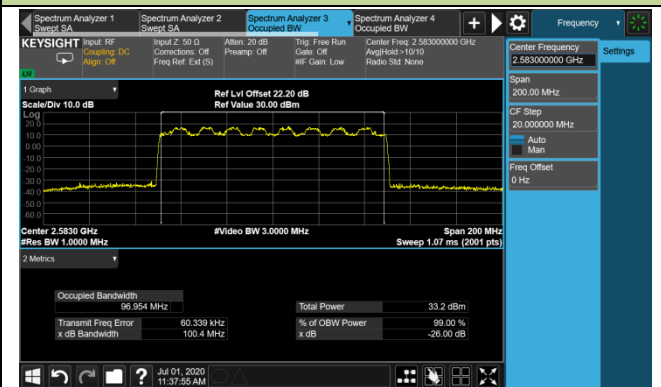 Spectrum Analyzer 1
Swept SA
Spectrum Analyzer 2
Swept SA
Spectrum Analyzer 3
Occupied BW
Spectrum Analyzer 4
Occupied BW
Frequency
KEYSIGHT
Input: RF
Coupling: DC
Align: Off
Input Z: 50 Ω
Corrections: Off
Freq Ref: Ext (S)
Atten: 20 dB
Preamp: Off
Trig: Free Run
Gate: Off
#IF Gain: Low
Center Freq: 2.583000000 GHz
Avg|Hold:>10/10
Radio Std: None
LXI
1 Graph
Scale/Div 10.0 dB
Ref Lvl Offset 22.20 dB
Ref Value 30.00 dBm
Log
20.0
10.0
0.00
-10.0
-20.0
-30.0
-40.0
-50.0
-60.0
Center 2.5830 GHz
#Res BW 1.0000 MHz
#Video BW 3.0000 MHz
Span 200 MHz
Sweep 1.07 ms (2001 pts)
2 Metrics
Occupied Bandwidth
96.954 MHz
Transmit Freq Error 60.339 kHz
x dB Bandwidth 100.4 MHz
Total Power 33.2 dBm
% of OBW Power 99.00 %
x dB -26.00 dB
Center Frequency
2.583000000 GHz
Settings
Span
200.00 MHz
CF Step
20.000000 MHz
Auto
Man
Freq Offset
0 Hz
?
Jul 01, 2020
11:37:55 AM